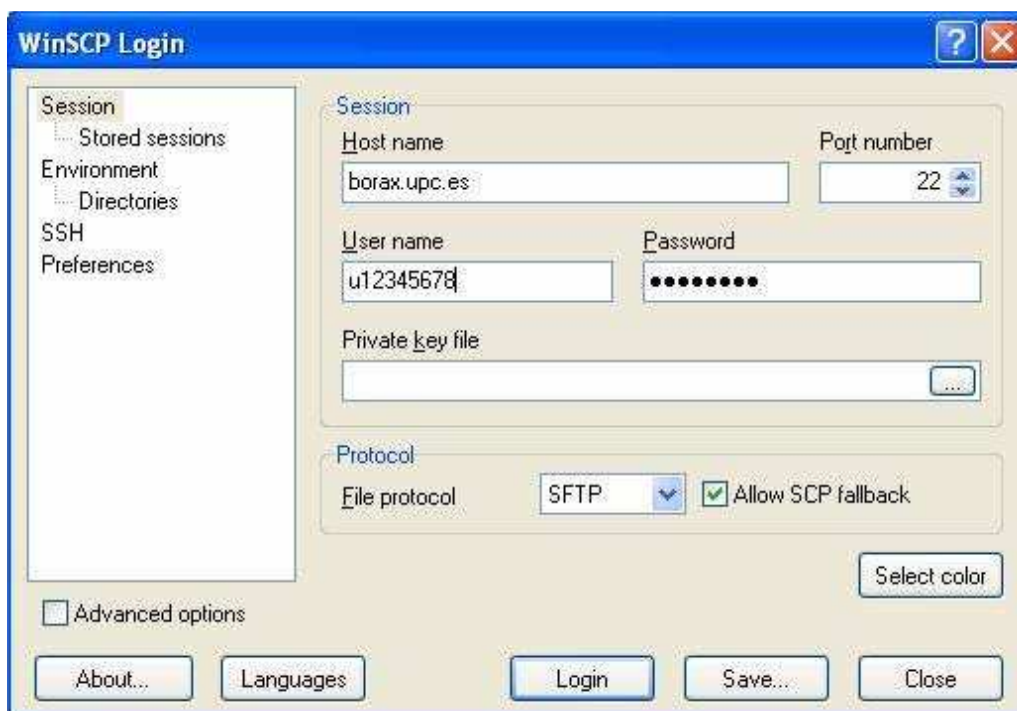 WinSCP Login
Session
Stored sessions
Environment
Directories
SSH
Preferences
Advanced options
Session
Host name
Port number
borax.upc.es
22
User name
Password
u12345678
••••••••
Private key file
...
Protocol
File protocol
SFTP
Allow SCP fallback
Select color
About...
Languages
Login
Save...
Close